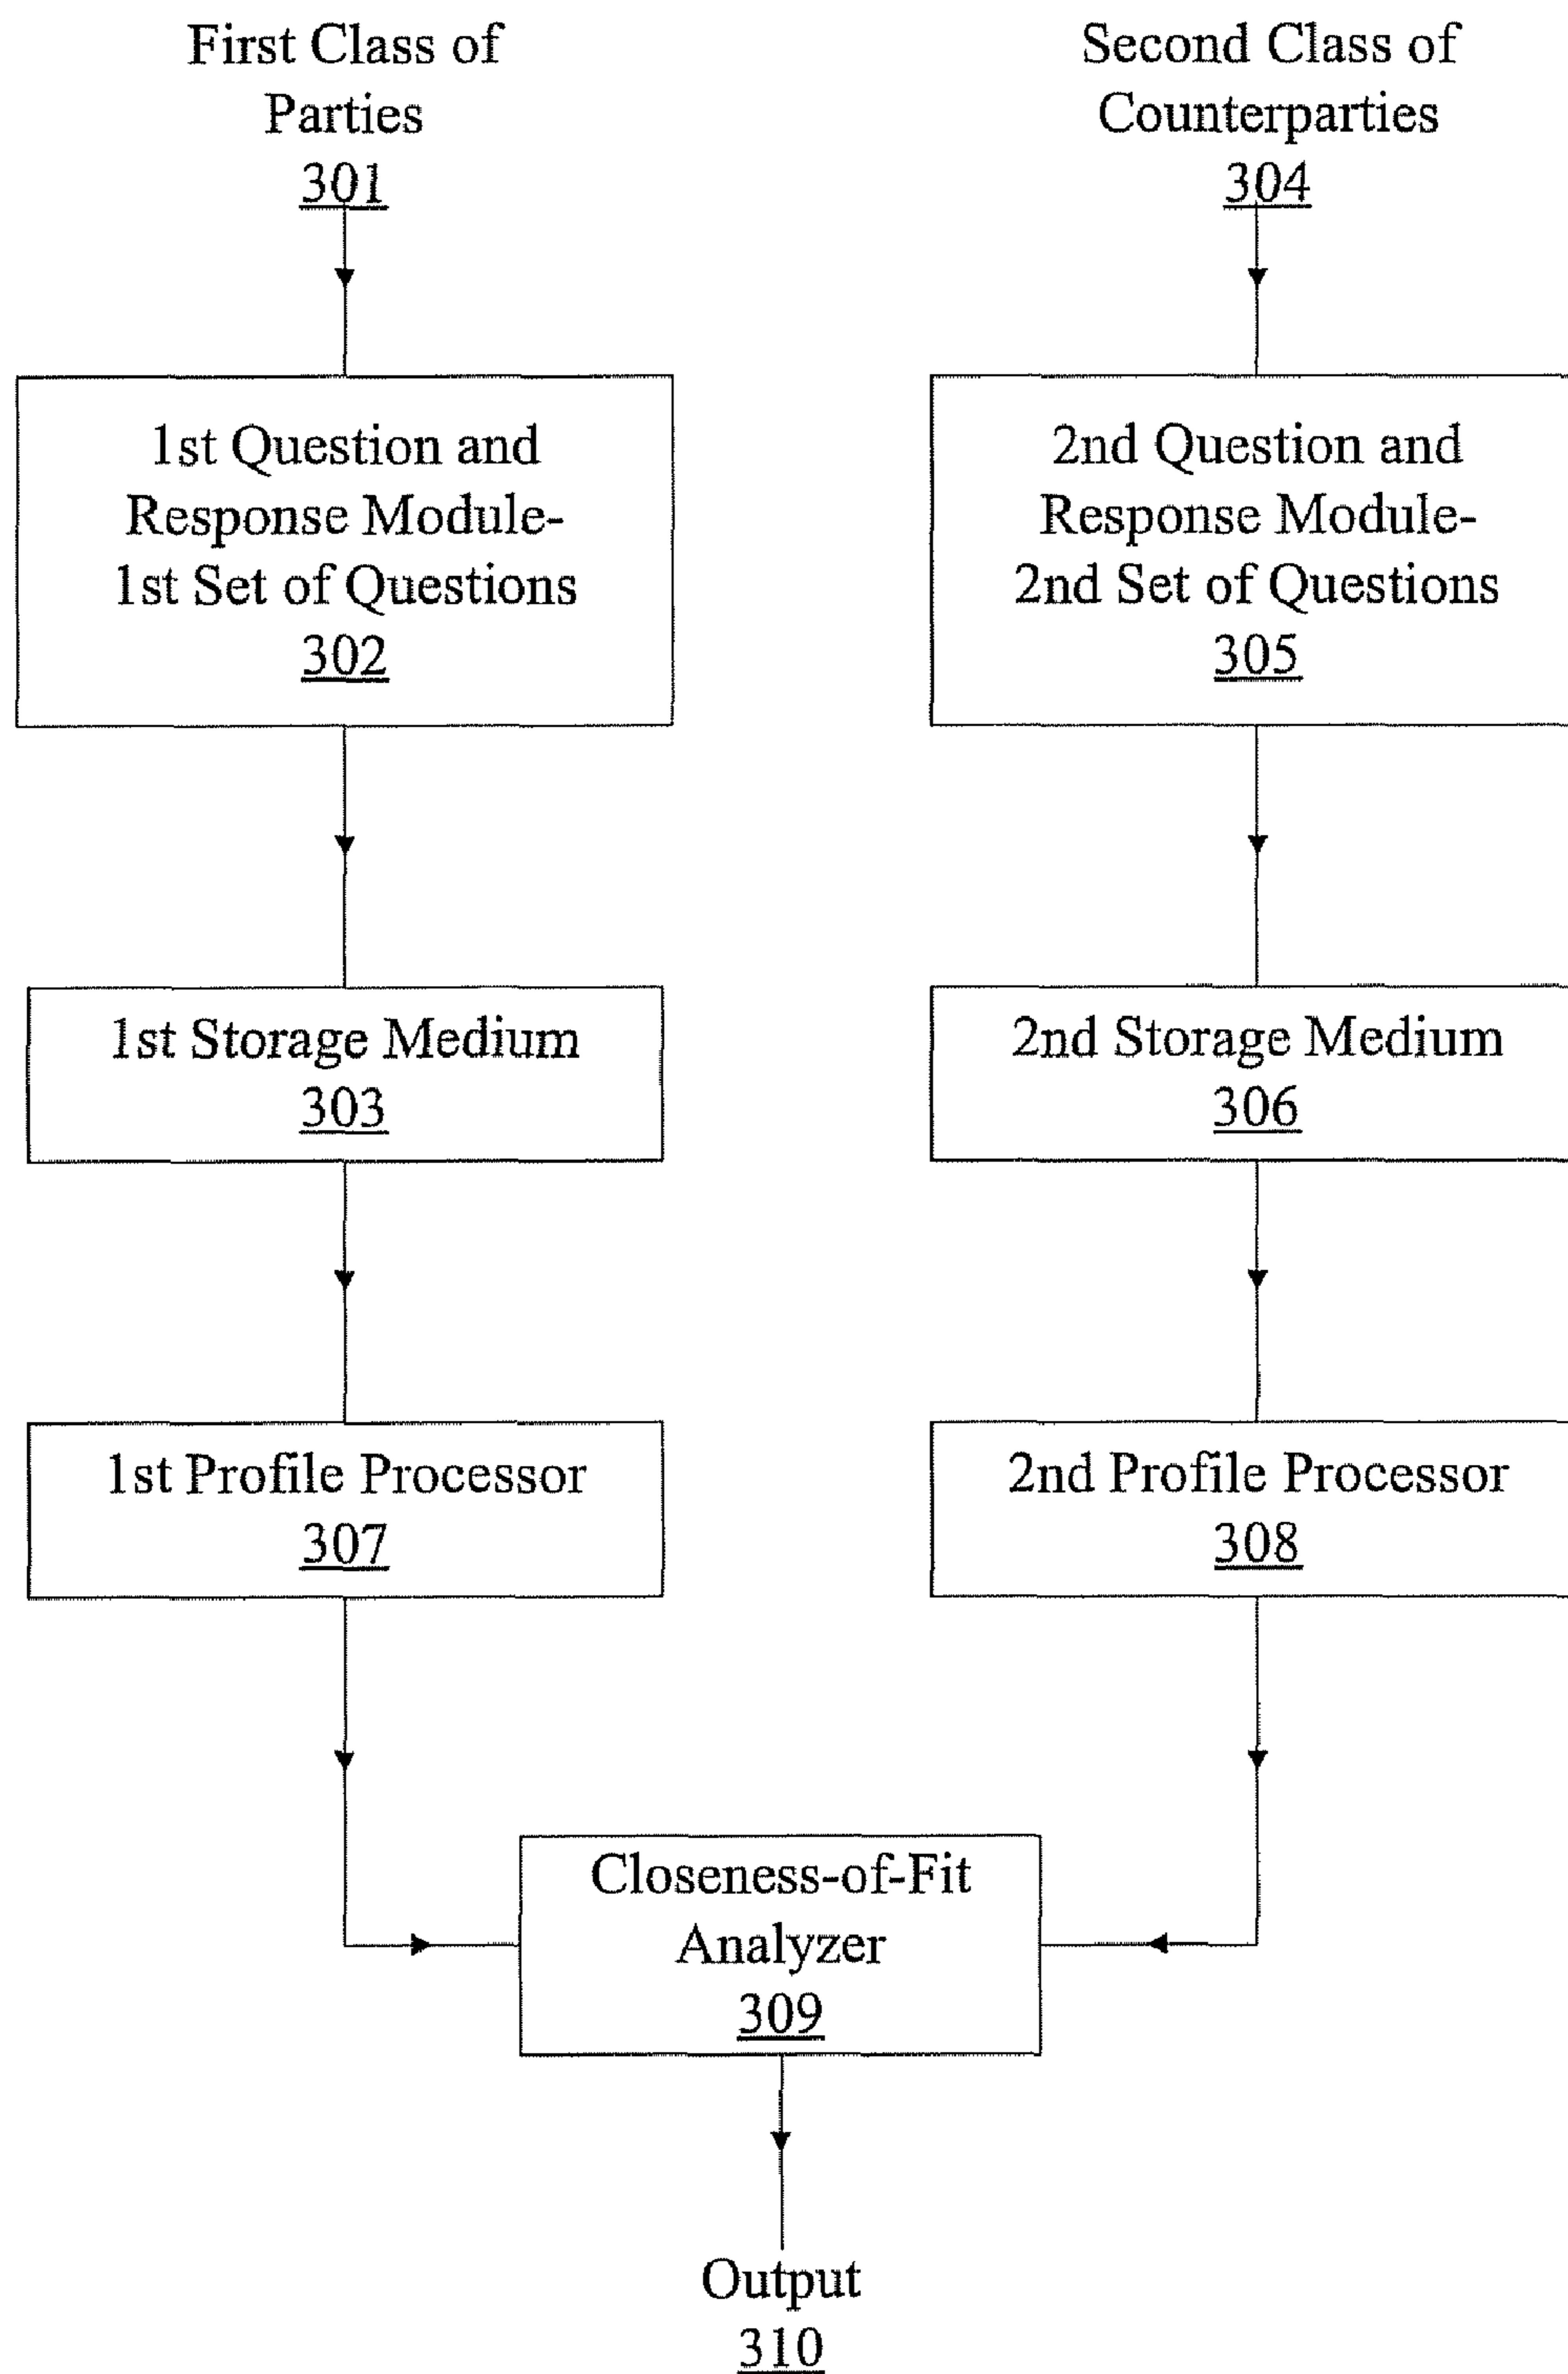 First Class of
Parties
301
Second Class of
Counterparties
304
1st Question and
Response Module-
1st Set of Questions
302
2nd Question and
Response Module-
2nd Set of Questions
305
1st Storage Medium
303
2nd Storage Medium
306
1st Profile Processor
307
2nd Profile Processor
308
Closeness-of-Fit
Analyzer
309
Output
310